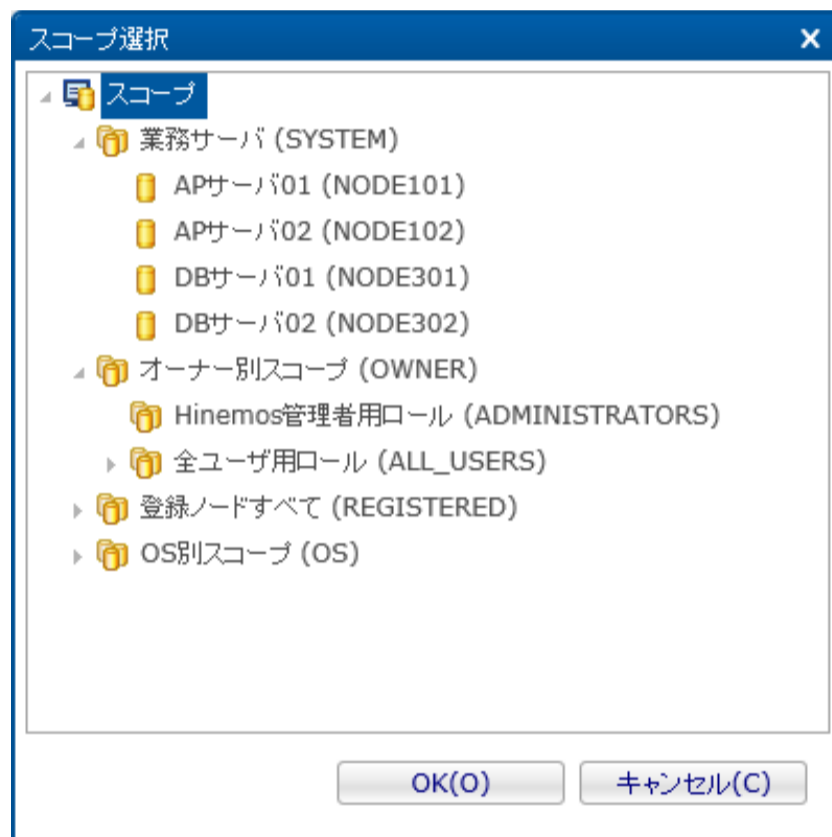 スコープ選択
スコープ
業務サーバ (SYSTEM)
APサーバ01 (NODE101)
APサーバ02 (NODE102)
DBサーバ01 (NODE301)
DBサーバ02 (NODE302)
オーナー別スコープ (OWNER)
Hinemos管理者用ロール (ADMINISTRATORS)
全ユーザ用ロール (ALL_USERS)
登録ノードすべて (REGISTERED)
OS別スコープ (OS)
OK(O) キャンセル(C)